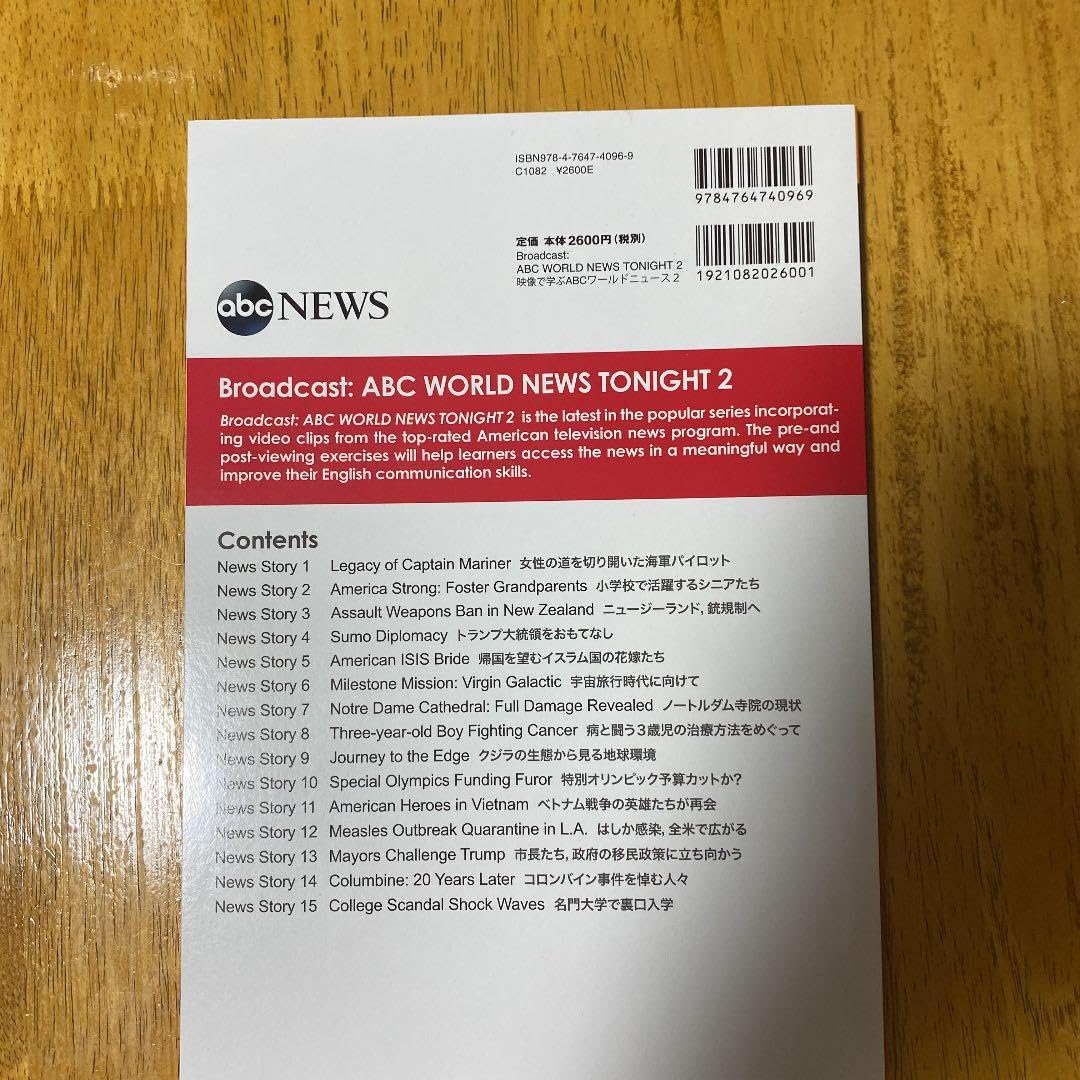 ISBN978-4-7647-4096-9
C1082 ¥2600E
9784764740969
定価 本体2600円(税別)
Broadcast:
ABC WORLD NEWS TONIGHT 2
映像で学ぶABCワールドニュース2
1921082026001
abc NEWS
Broadcast: ABC WORLD NEWS TONIGHT 2
Broadcast: ABC WORLD NEWS TONIGHT 2 is the latest in the popular series incorporat-
ing video clips from the top-rated American television news program. The pre-and
post-viewing exercises will help learners access the news in a meaningful way and
improve their English communication skills.
Contents
News Story 1 Legacy of Captain Mariner 女性の道を切り開いた海軍パイロット
News Story 2 America Strong: Foster Grandparents 小学校で活躍するシニアたち
News Story 3 Assault Weapons Ban in New Zealand ニュージーランド, 銃規制へ
News Story 4 Sumo Diplomacy トランプ大統領をおもてなし
News Story 5 American ISIS Bride 帰国を望むイスラム国の花嫁たち
News Story 6 Milestone Mission: Virgin Galactic 宇宙旅行時代に向けて
News Story 7 Notre Dame Cathedral: Full Damage Revealed ノートルダム寺院の現状
News Story 8 Three-year-old Boy Fighting Cancer 病と闘う3歳児の治療方法をめぐって
News Story 9 Journey to the Edge クジラの生態から見る地球環境
News Story 10 Special Olympics Funding Furor 特別オリンピック予算カットか?
News Story 11 American Heroes in Vietnam ベトナム戦争の英雄たちが再会
News Story 12 Measles Outbreak Quarantine in L.A. はしか感染, 全米で広がる
News Story 13 Mayors Challenge Trump 市長たち, 政府の移民政策に立ち向かう
News Story 14 Columbine: 20 Years Later コロンバイン事件を悼む人々
News Story 15 College Scandal Shock Waves 名門大学で裏口入学